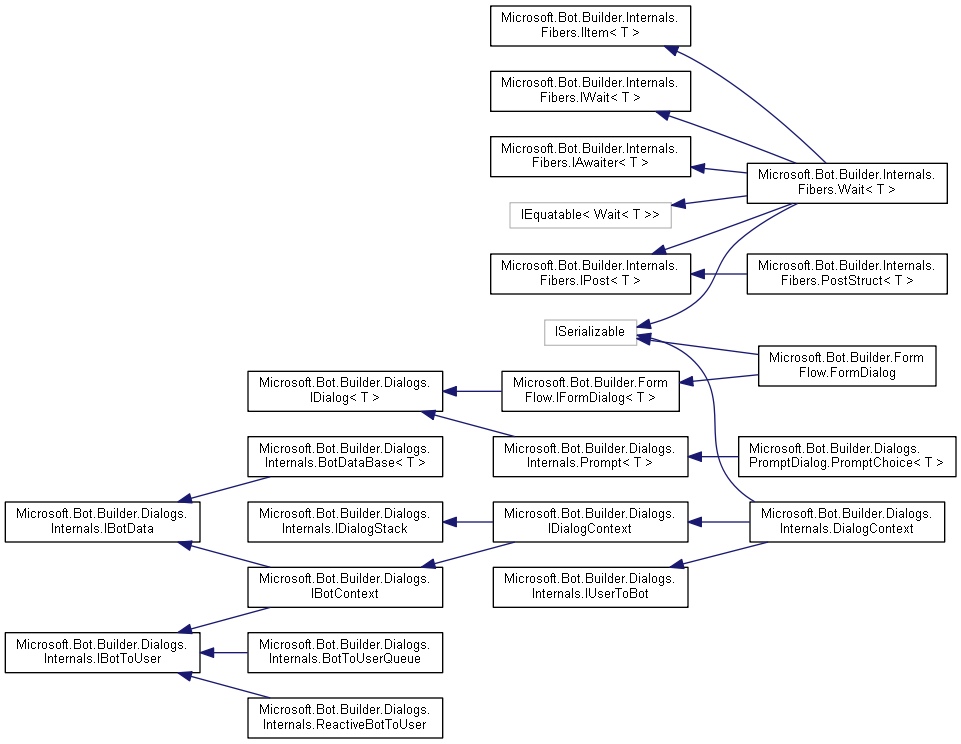 Microsoft.Bot.Builder.Internals.
Fibers.IItem< T >
Microsoft.Bot.Builder.Internals.
Fibers.IWait< T >
Microsoft.Bot.Builder.Internals.
Fibers.IAwaiter< T >
Microsoft.Bot.Builder.Internals.
Fibers.Wait< T >
IEquatable< Wait< T >>
Microsoft.Bot.Builder.Internals.
Fibers.IPost< T >
Microsoft.Bot.Builder.Internals.
Fibers.PostStruct< T >
ISerializable
Microsoft.Bot.Builder.Form
Flow.FormDialog
Microsoft.Bot.Builder.Dialogs.
IDialog< T >
Microsoft.Bot.Builder.Form
Flow.IFormDialog< T >
Microsoft.Bot.Builder.Dialogs.
Internals.BotDataBase< T >
Microsoft.Bot.Builder.Dialogs.
Internals.Prompt< T >
Microsoft.Bot.Builder.Dialogs.
PromptDialog.PromptChoice< T >
Microsoft.Bot.Builder.Dialogs.
Internals.IBotData
Microsoft.Bot.Builder.Dialogs.
Internals.IDialogStack
Microsoft.Bot.Builder.Dialogs.
IDialogContext
Microsoft.Bot.Builder.Dialogs.
Internals.DialogContext
Microsoft.Bot.Builder.Dialogs.
IBotContext
Microsoft.Bot.Builder.Dialogs.
Internals.IUserToBot
Microsoft.Bot.Builder.Dialogs.
Internals.IBotToUser
Microsoft.Bot.Builder.Dialogs.
Internals.BotToUserQueue
Microsoft.Bot.Builder.Dialogs.
Internals.ReactiveBotToUser